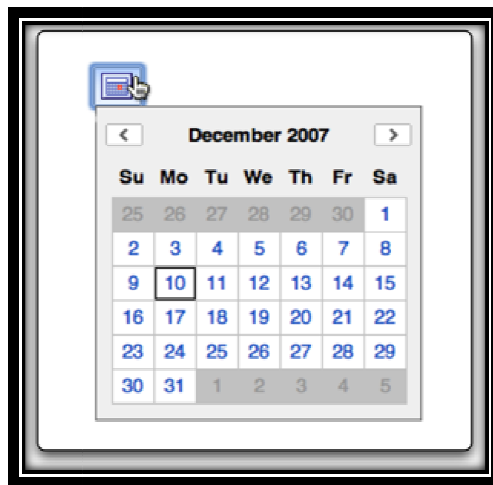 < December 2007 >
Su Mo Tu We Th Fr Sa
25 26 27 28 29 30 1
2 3 4 5 6 7 8
9 10 11 12 13 14 15
16 17 18 19 20 21 22
23 24 25 26 27 28 29
30 31 1 2 3 4 5